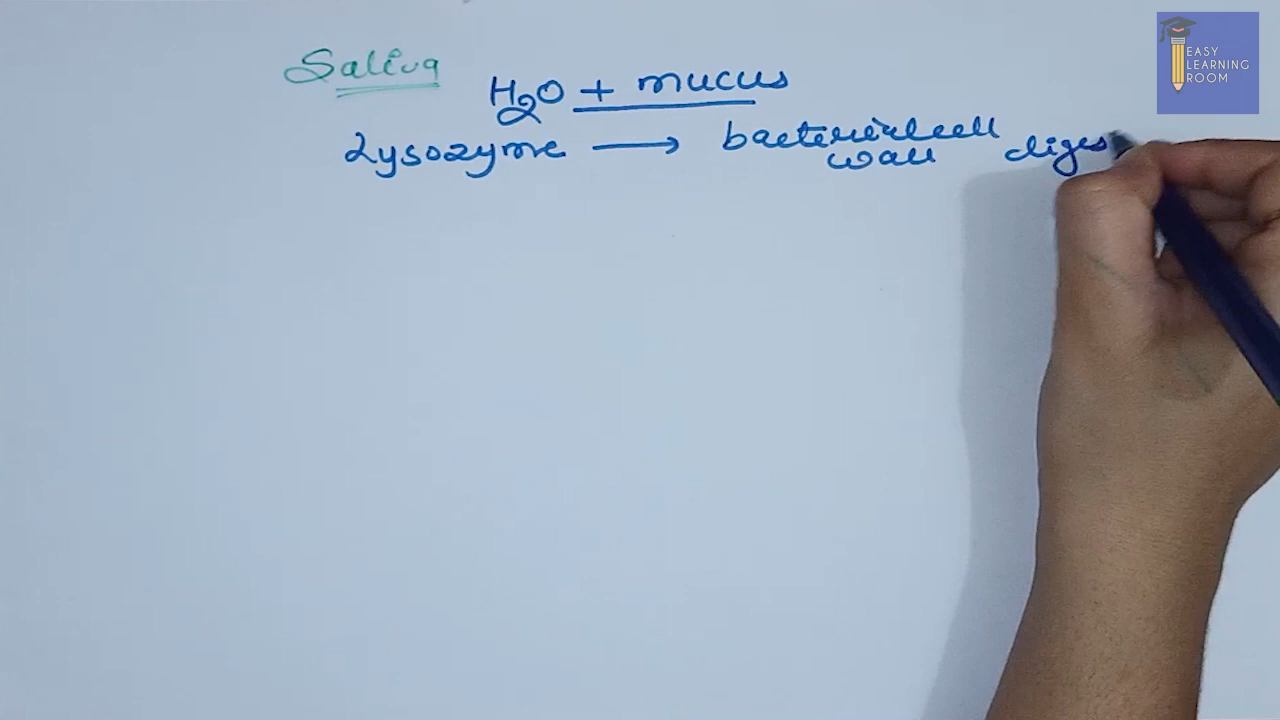 Saliva
H2O + mucus
Lysozyme → bacterial cell diges
wall
EASY
LEARNING
ROOM